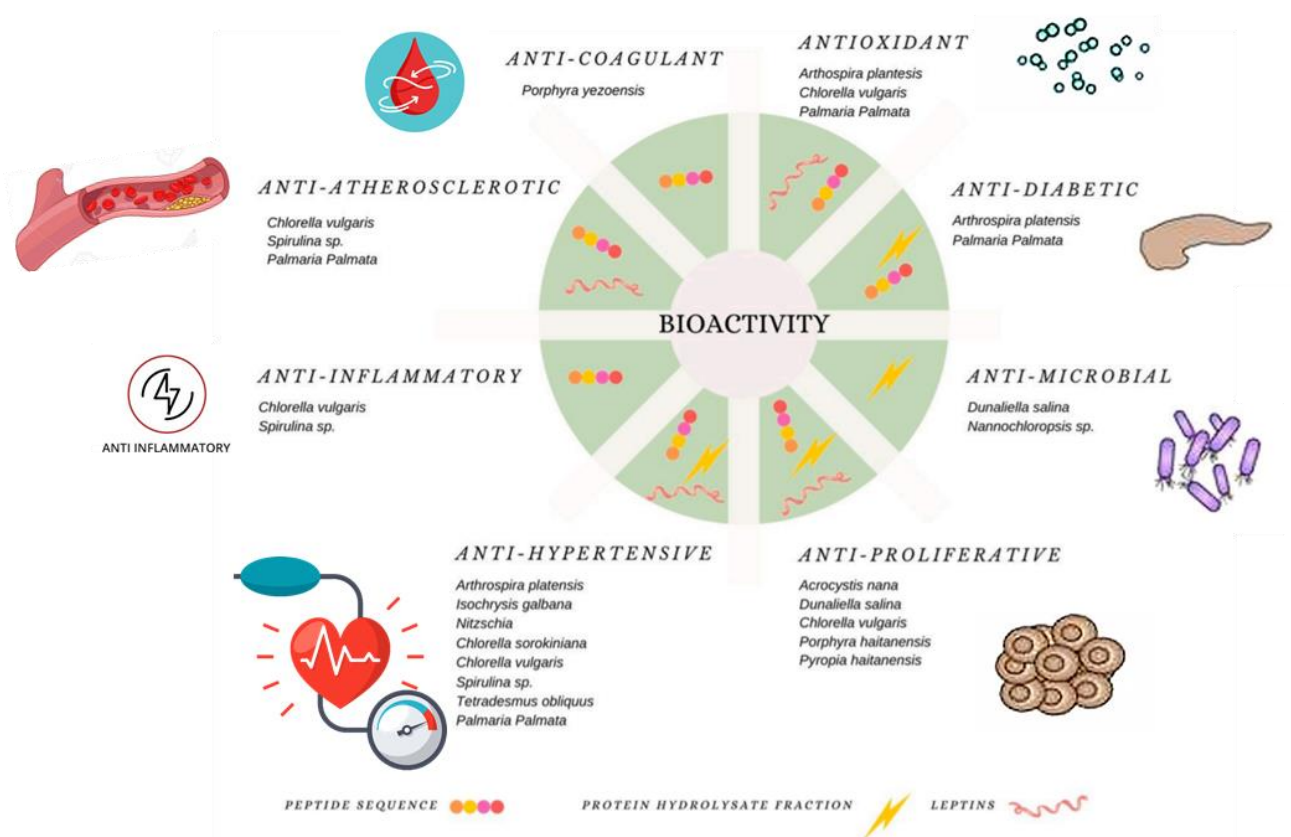 ANTI-COAGULANT
Porphyra yezoensis
ANTIOXIDANT
Arthospira plantesis
Chlorella vulgaris
Palmaria Palmata
ANTI-ATHEROSCLEROTIC
Chlorella vulgaris
Spirulina sp.
Palmaria Palmata
ANTI-DIABETIC
Arthrospira platensis
Palmaria Palmata
BIOACTIVITY
ANTI-INFLAMMATORY
Chlorella vulgaris
Spirulina sp.
ANTI INFLAMMATORY
ANTI-MICROBIAL
Dunaliella salina
Nannochloropsis sp.
ANTI-HYPERTENSIVE
Arthrospira platensis
Isochrysis galbana
Nitzschia
Chlorella sorokiniana
Chlorella vulgaris
Spirulina sp.
Tetradesmus obliquus
Palmaria Palmata
ANTI-PROLIFERATIVE
Acrocystis nana
Dunaliella salina
Chlorella vulgaris
Porphyra haitanensis
Pyropia haitanensis
PEPTIDE SEQUENCE
PROTEIN HYDROLYSATE FRACTION
LEPTINS